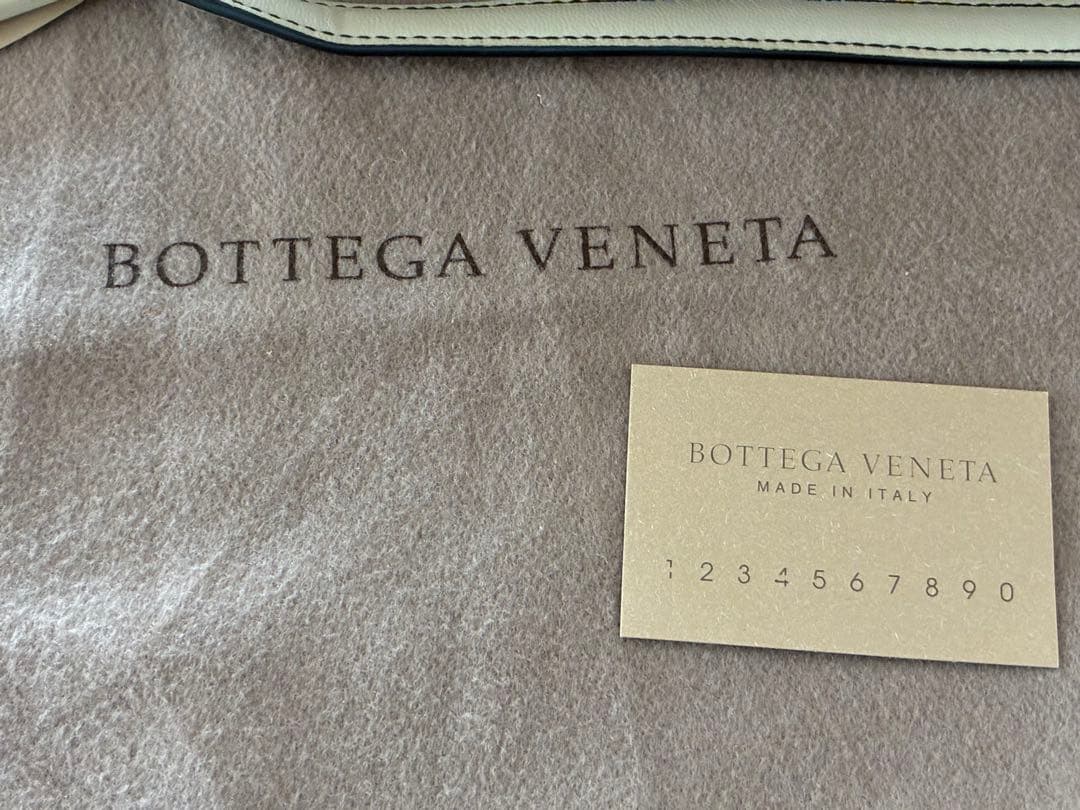 BOTTEGA VENETA
BOTTEGA VENETA
MADE IN ITALY
1 2 3 4 5 6 7 8 9 0